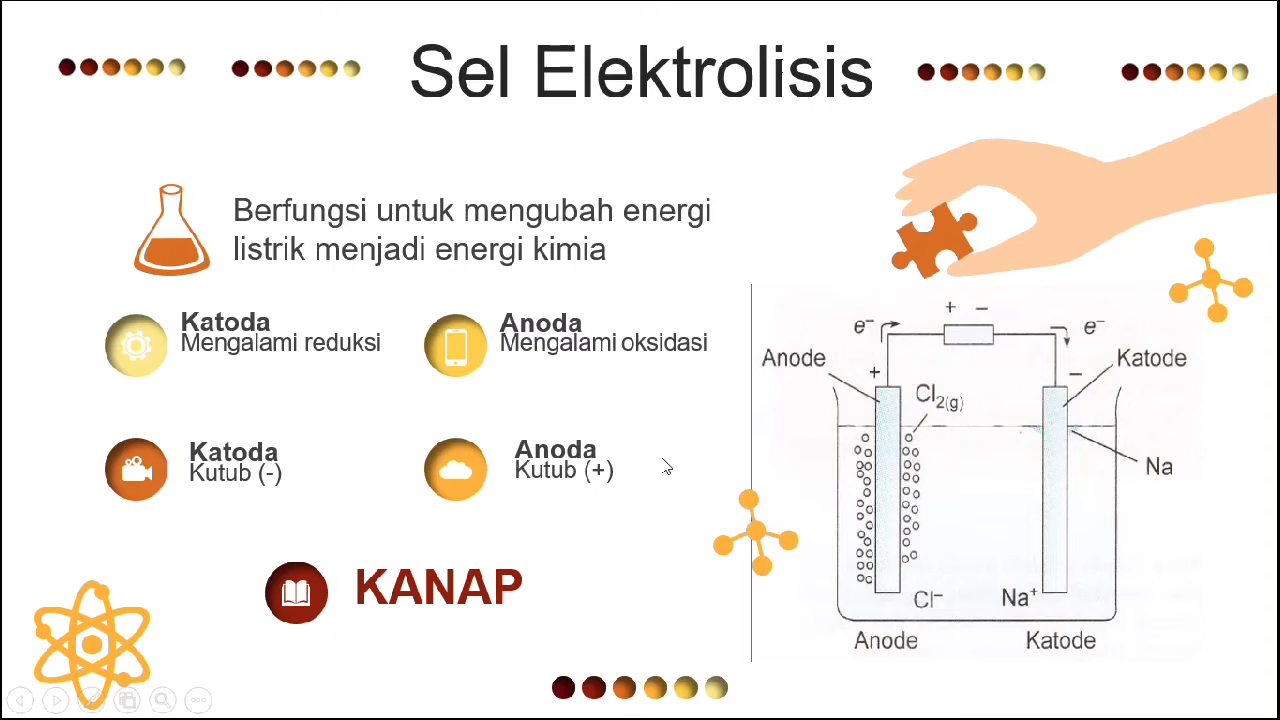 Sel Elektrolisis
Berfungsi untuk mengubah energi
listrik menjadi energi kimia
Katoda
Mengalami reduksi
Anoda
Mengalami oksidasi
Katoda
Kutub (-)
Anoda
Kutub (+)
KANAP
+ −
e⁻
e⁻
Anode
Katode
+
−
Cl₂(g)
Na
Cl⁻
Na⁺
Anode
Katode